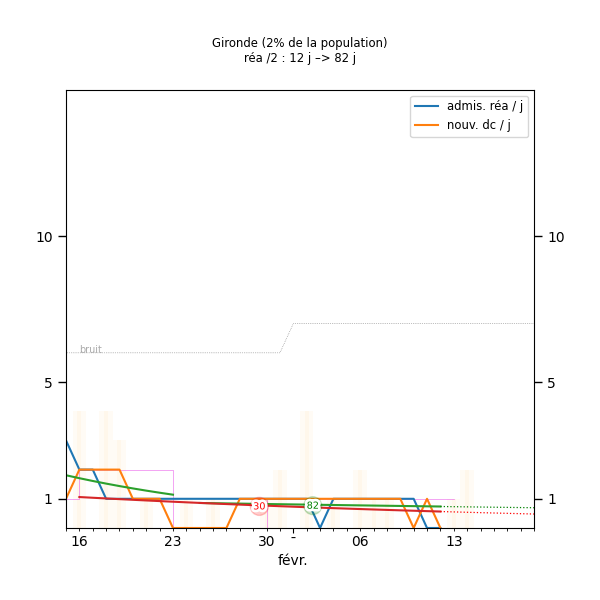 Gironde (2% de la population)
réa /2 : 12 j –> 82 j
admis. réa / j
nouv. dc / j
10
10
bruit
5
5
30
82
1
1
16
23
30
-
06
13
févr.